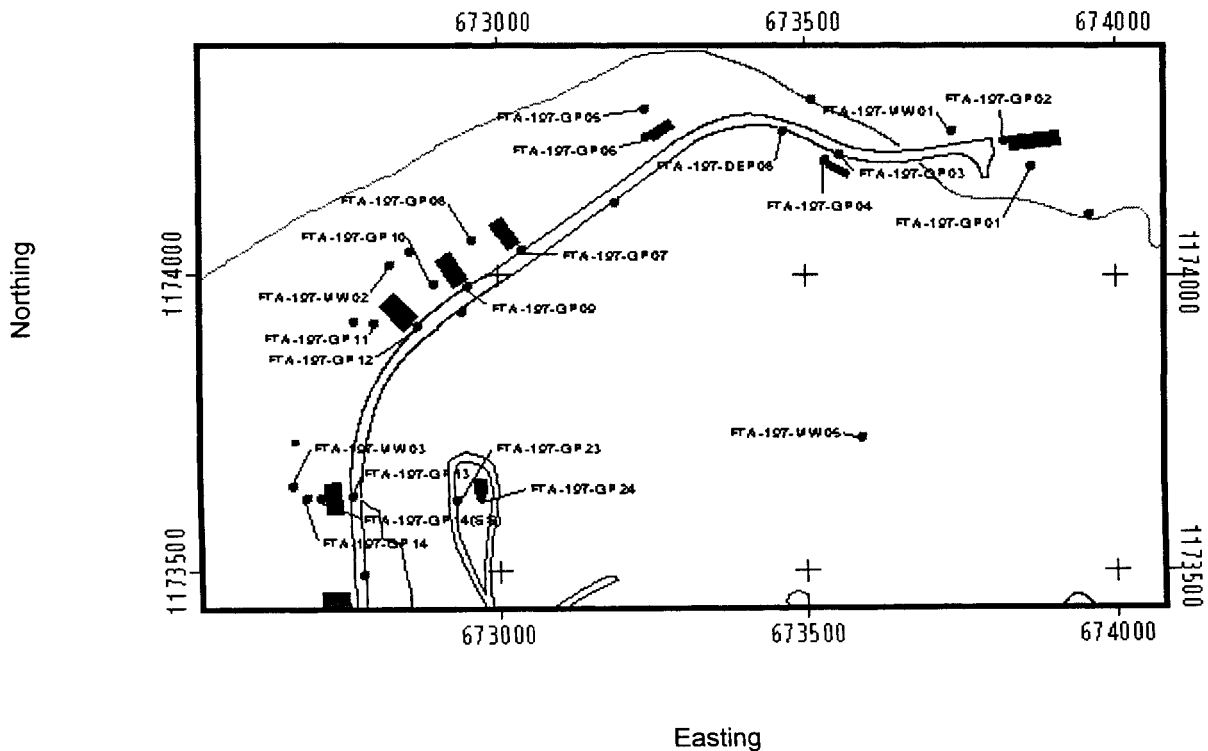 673000 673500 674000
FTA-197-MW01 FTA-197-GP02
FTA-197-GP05
FTA-197-GP06
FTA-197-DEP06 FTA-197-GP03
FTA-197-GP04
FTA-197-GP01
FTA-197-GP08
FTA-197-GP10
FTA-197-GP07
FTA-197-MW02
FTA-197-GP09
FTA-197-GP11
FTA-197-GP12
1174000 1174000
Northing
FTA-197-MW05
FTA-197-MW03 FTA-197-GP23
FTA-197-GP13
FTA-197-GP24
FTA-197-GP14(SS)
FTA-197-GP14
1173500 1173500
673000 673500 674000
Easting